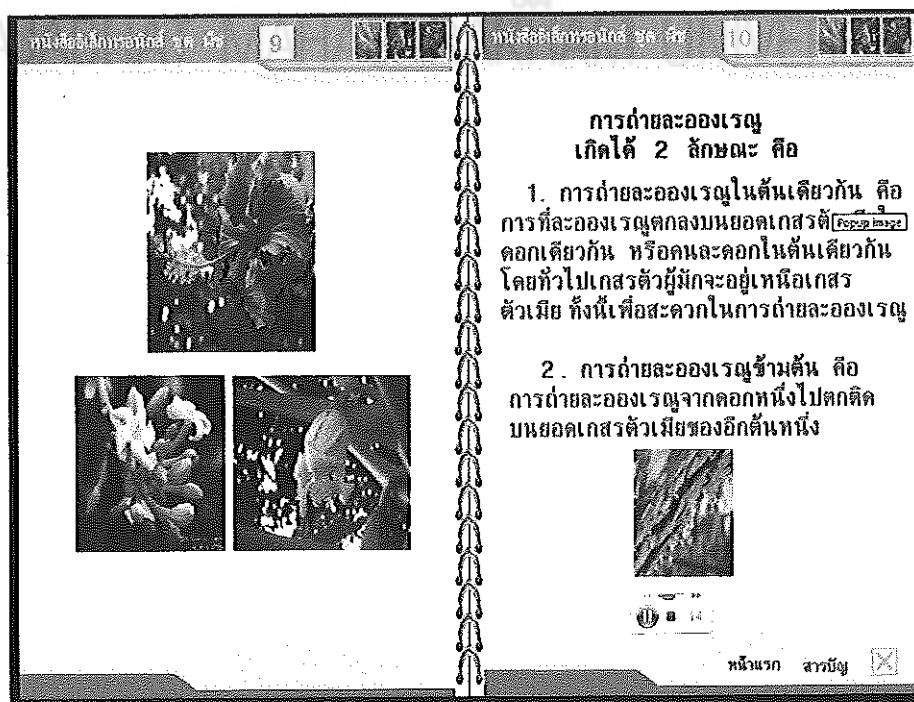 หนังสืออิเล็กทรอนิกส์ ชุด พืช 9
หนังสืออิเล็กทรอนิกส์ ชุด พืช 10
การถ่ายละอองเรณู
เกิดได้ 2 ลักษณะ คือ
1. การถ่ายละอองเรณูในต้นเดียวกัน คือ
การที่ละอองเรณูตกลงบนยอดเกสรตัว Popup image
ดอกเดียวกัน หรือคนละดอกในต้นเดียวกัน
โดยทั่วไปเกสรตัวผู้มักจะอยู่เหนือเกสร
ตัวเมีย ทั้งนี้เพื่อสะดวกในการถ่ายละอองเรณู
2. การถ่ายละอองเรณูข้ามต้น คือ
การถ่ายละอองเรณูจากดอกหนึ่งไปตกติด
บนยอดเกสรตัวเมียของอีกต้นหนึ่ง
14
หน้าแรก สารบัญ